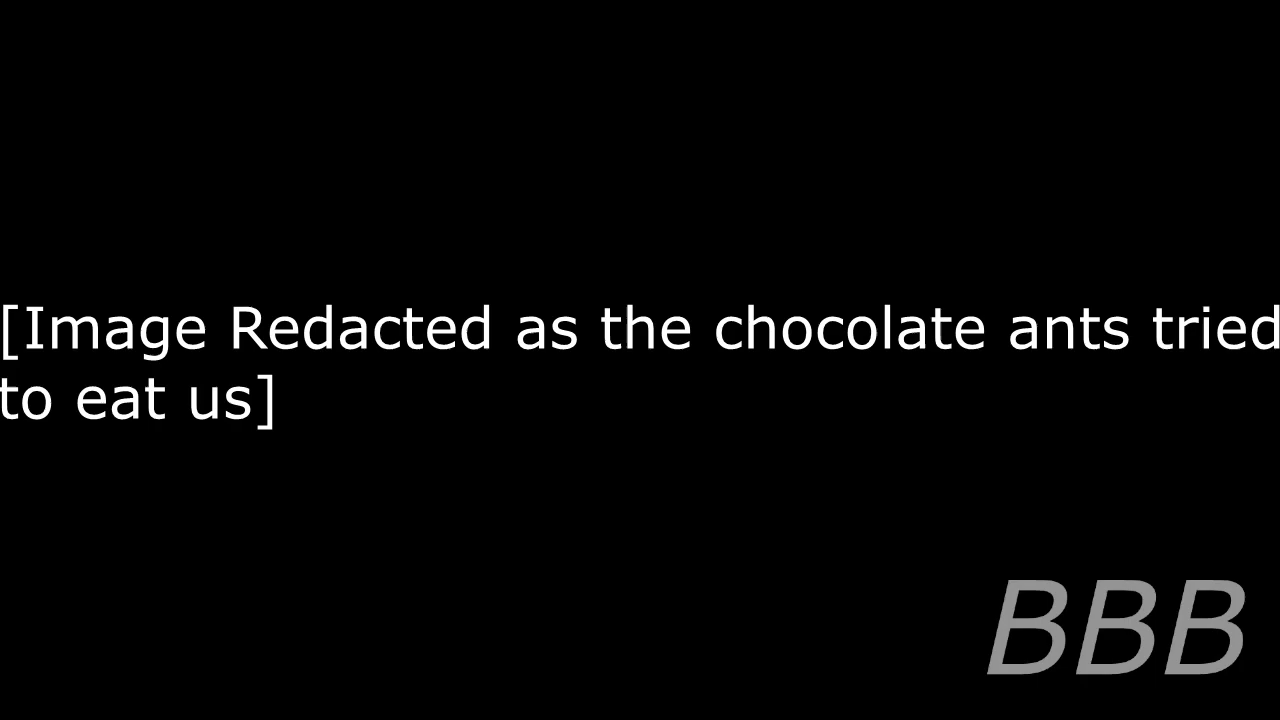 [Image Redacted as the chocolate ants tried
to eat us]
BBB